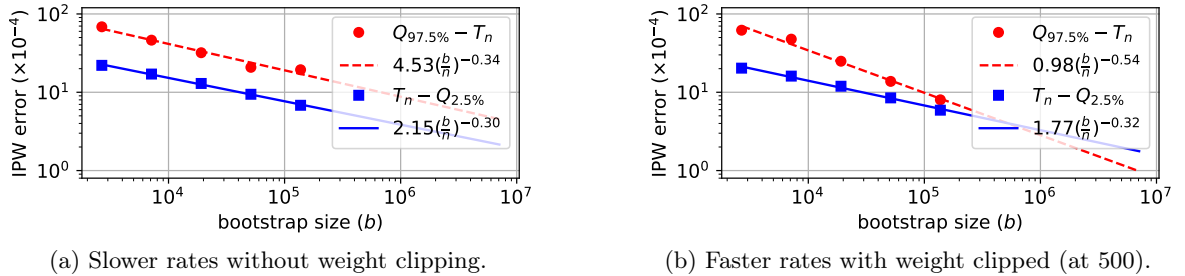 IPW error (×10⁻⁴)
10²
10¹
10⁰
Q₉₇.₅% − Tₙ
4.53(b/n)^−0.34
Tₙ − Q₂.₅%
2.15(b/n)^−0.30
10⁴ 10⁵ 10⁶ 10⁷
bootstrap size (b)
(a) Slower rates without weight clipping.
IPW error (×10⁻⁴)
10²
10¹
10⁰
Q₉₇.₅% − Tₙ
0.98(b/n)^−0.54
Tₙ − Q₂.₅%
1.77(b/n)^−0.32
10⁴ 10⁵ 10⁶ 10⁷
bootstrap size (b)
(b) Faster rates with weight clipped (at 500).